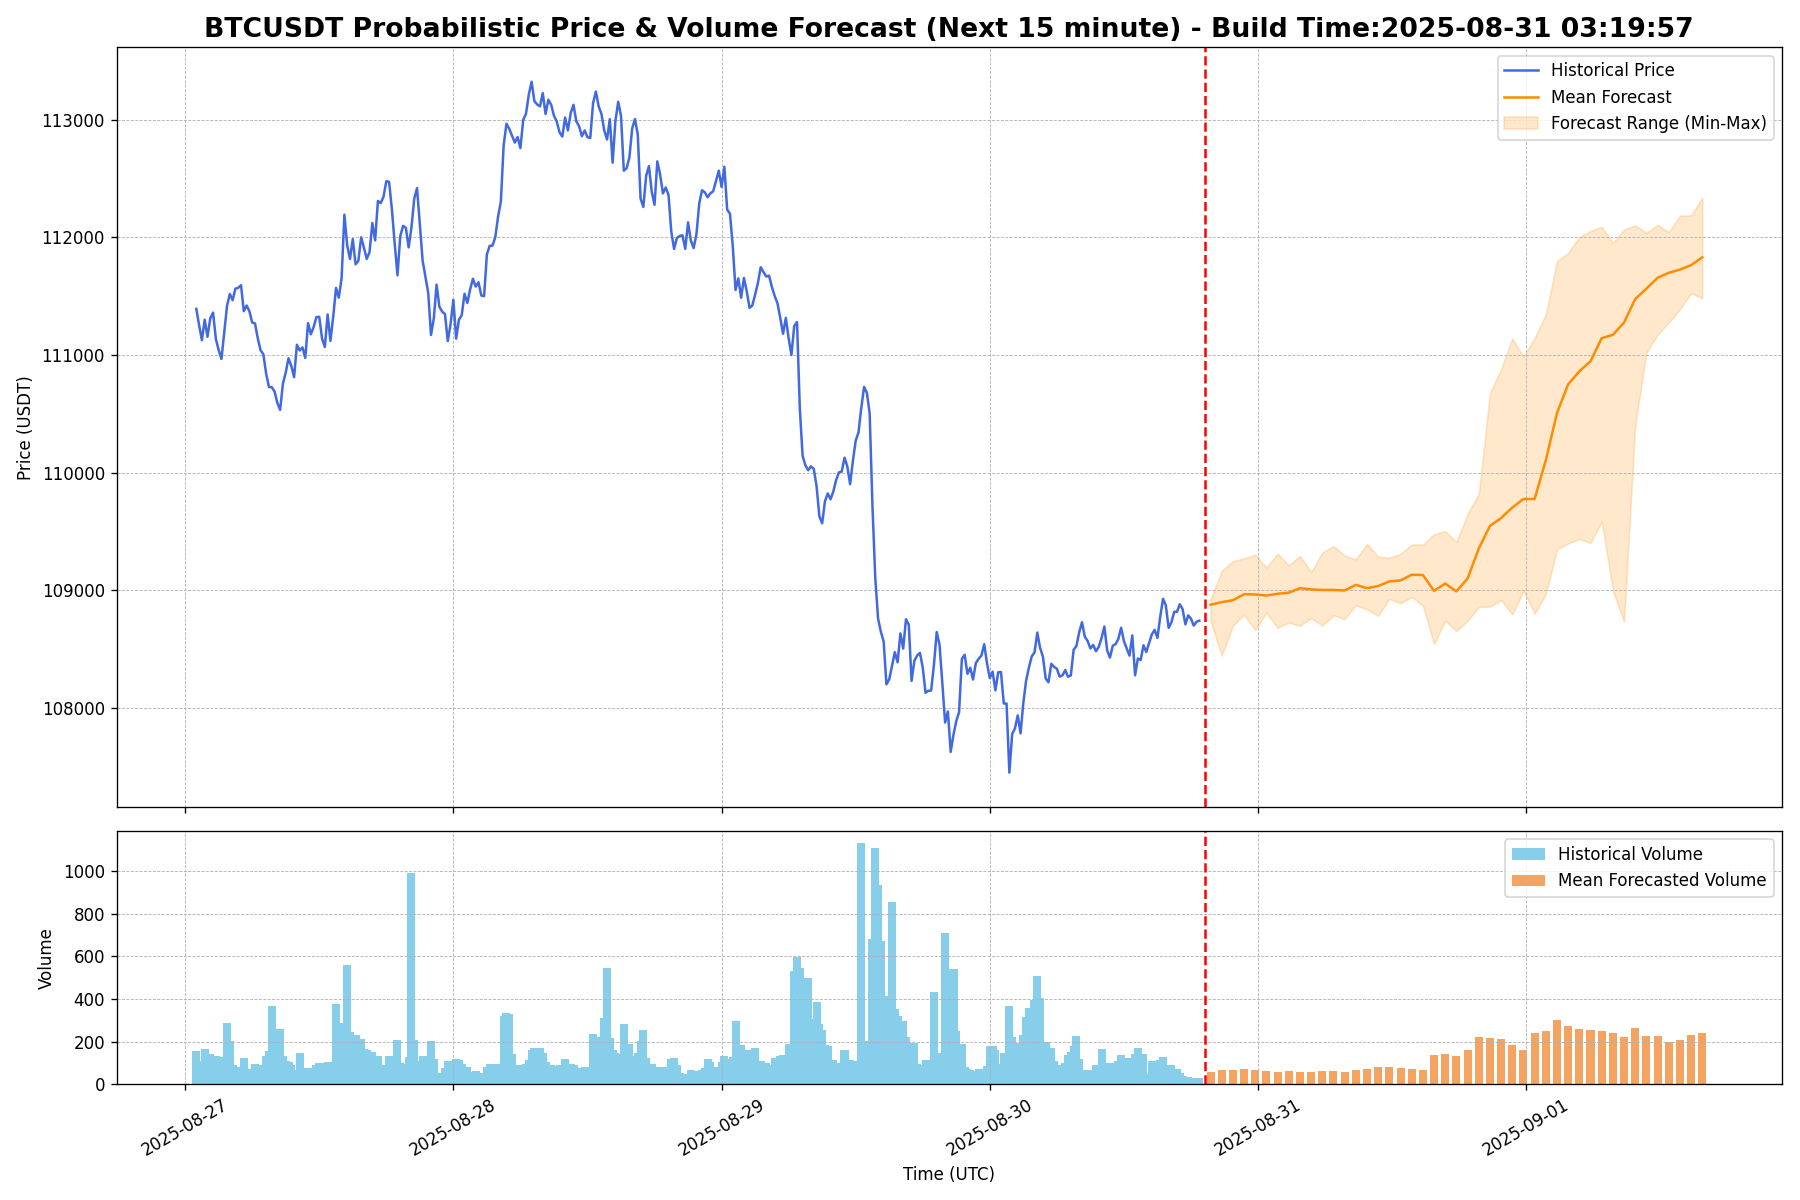 BTCUSDT Probabilistic Price & Volume Forecast (Next 15 minute) - Build Time:2025-08-31 03:19:57
Historical Price
Mean Forecast
Forecast Range (Min-Max)
113000
112000
111000
110000
109000
108000
Price (USDT)
Historical Volume
Mean Forecasted Volume
1000
800
600
400
200
0
Volume
2025-08-27
2025-08-28
2025-08-29
2025-08-30
2025-08-31
2025-09-01
Time (UTC)